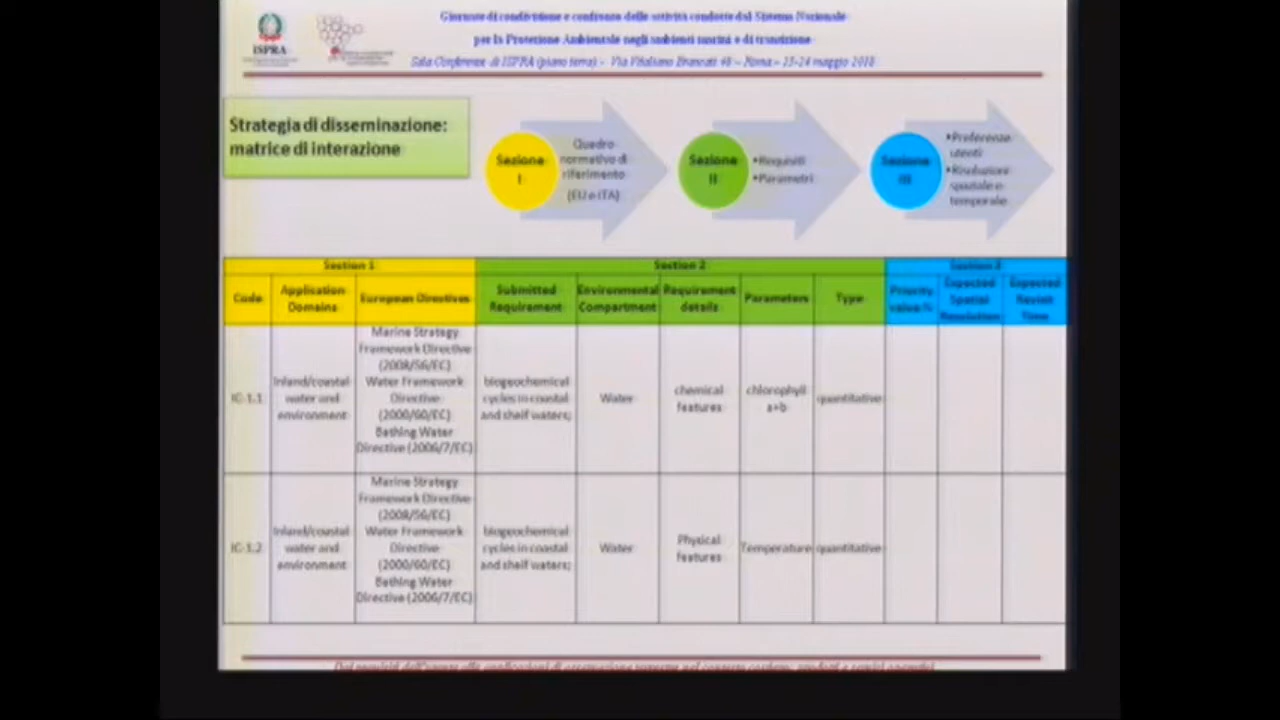 Giornate di condivisione e confronto delle attività condotte dal Sistema Nazionale
per la Protezione Ambientale negli ambienti marini e di transizione
Sala Conferenze di ISPRA (piano terra) - Via Vitaliano Brancati 48 – Roma – 23-24 maggio 2018
ISPRA
Strategia di disseminazione:
matrice di interazione
Sezione
I
Quadro
normativo di
riferimento
(EU e ITA)
Sezione
II
•Requisiti
•Parametri
Sezione
III
•Preferenze
utenti
•Risoluzioni
spaziale e
temporale
Section 1
Section 2
Section 3
Code
Application
Domains
European Directives
Submitted
Requirement
Environmental
Compartment
Requirement
details
Parameters
Type
Priority
value
Expected
Spatial
Resolution
Expected
Revisit
Time
IC-1.1
Inland/coastal
water and
environment
Marine Strategy
Framework Directive
(2008/56/EC)
Water Framework
Directive
(2000/60/EC)
Bathing Water
Directive (2006/7/EC)
biogeochemical
cycles in coastal
and shelf waters;
Water
chemical
features
chlorophyll
a+b
quantitative
IC-1.2
Inland/coastal
water and
environment
Marine Strategy
Framework Directive
(2008/56/EC)
Water Framework
Directive
(2000/60/EC)
Bathing Water
Directive (2006/7/EC)
biogeochemical
cycles in coastal
and shelf waters;
Water
Physical
features
Temperature
quantitative